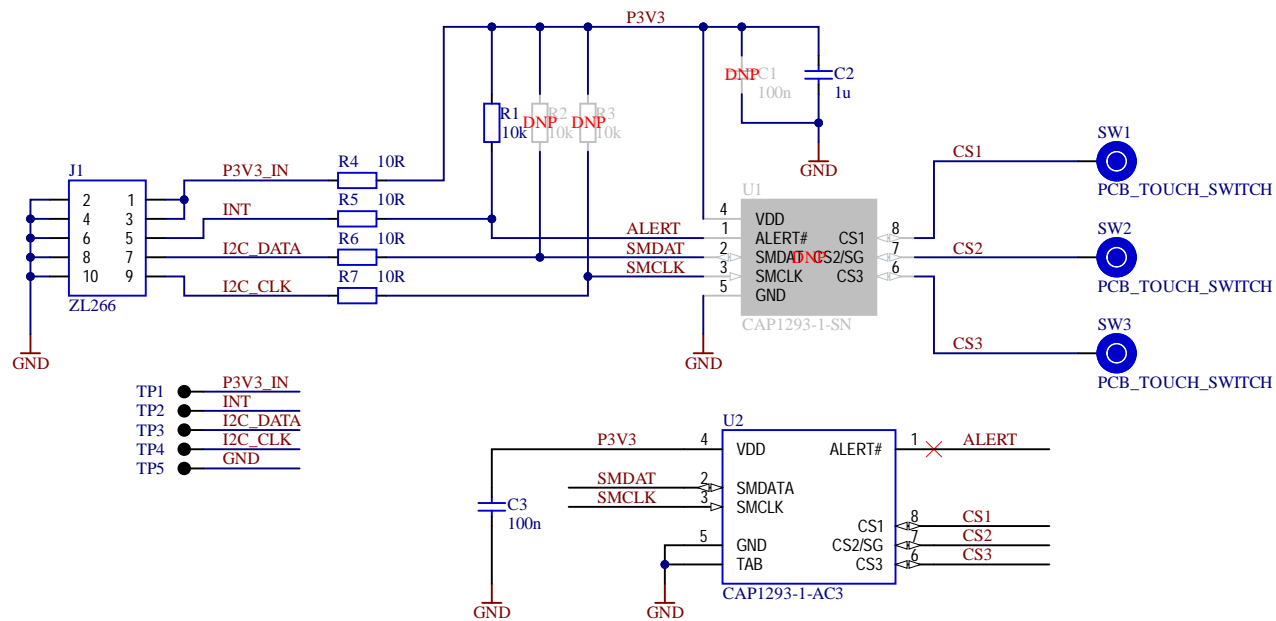 P3V3
DNP C1
100n
C2
1u
R1
10k
DNP R2
10k
DNP R3
10k
GND
SW1
CS1
PCB_TOUCH_SWITCH
J1
P3V3_IN
R4 10R
2 1
4 3
6 5
8 7
10 9
ZL266
INT
R5 10R
I2C_DATA
R6 10R
I2C_CLK
R7 10R
GND
ALERT
SMDAT
SMCLK
U1
4 VDD
1 ALERT# CS1 8
2 SMDAT DNP CS2/SG 7
3 SMCLK CS3 6
5 GND
CAP1293-1-SN
GND
SW2
CS2
PCB_TOUCH_SWITCH
SW3
CS3
PCB_TOUCH_SWITCH
TP1 P3V3_IN
TP2 INT
TP3 I2C_DATA
TP4 I2C_CLK
TP5 GND
U2
P3V3 4 VDD ALERT# 1 ALERT
SMDAT 2 SMDATA
SMCLK 3 SMCLK
C3
100n
CS1 8 CS1
5 GND CS2/SG 7 CS2
TAB CS3 6 CS3
CAP1293-1-AC3
GND
GND